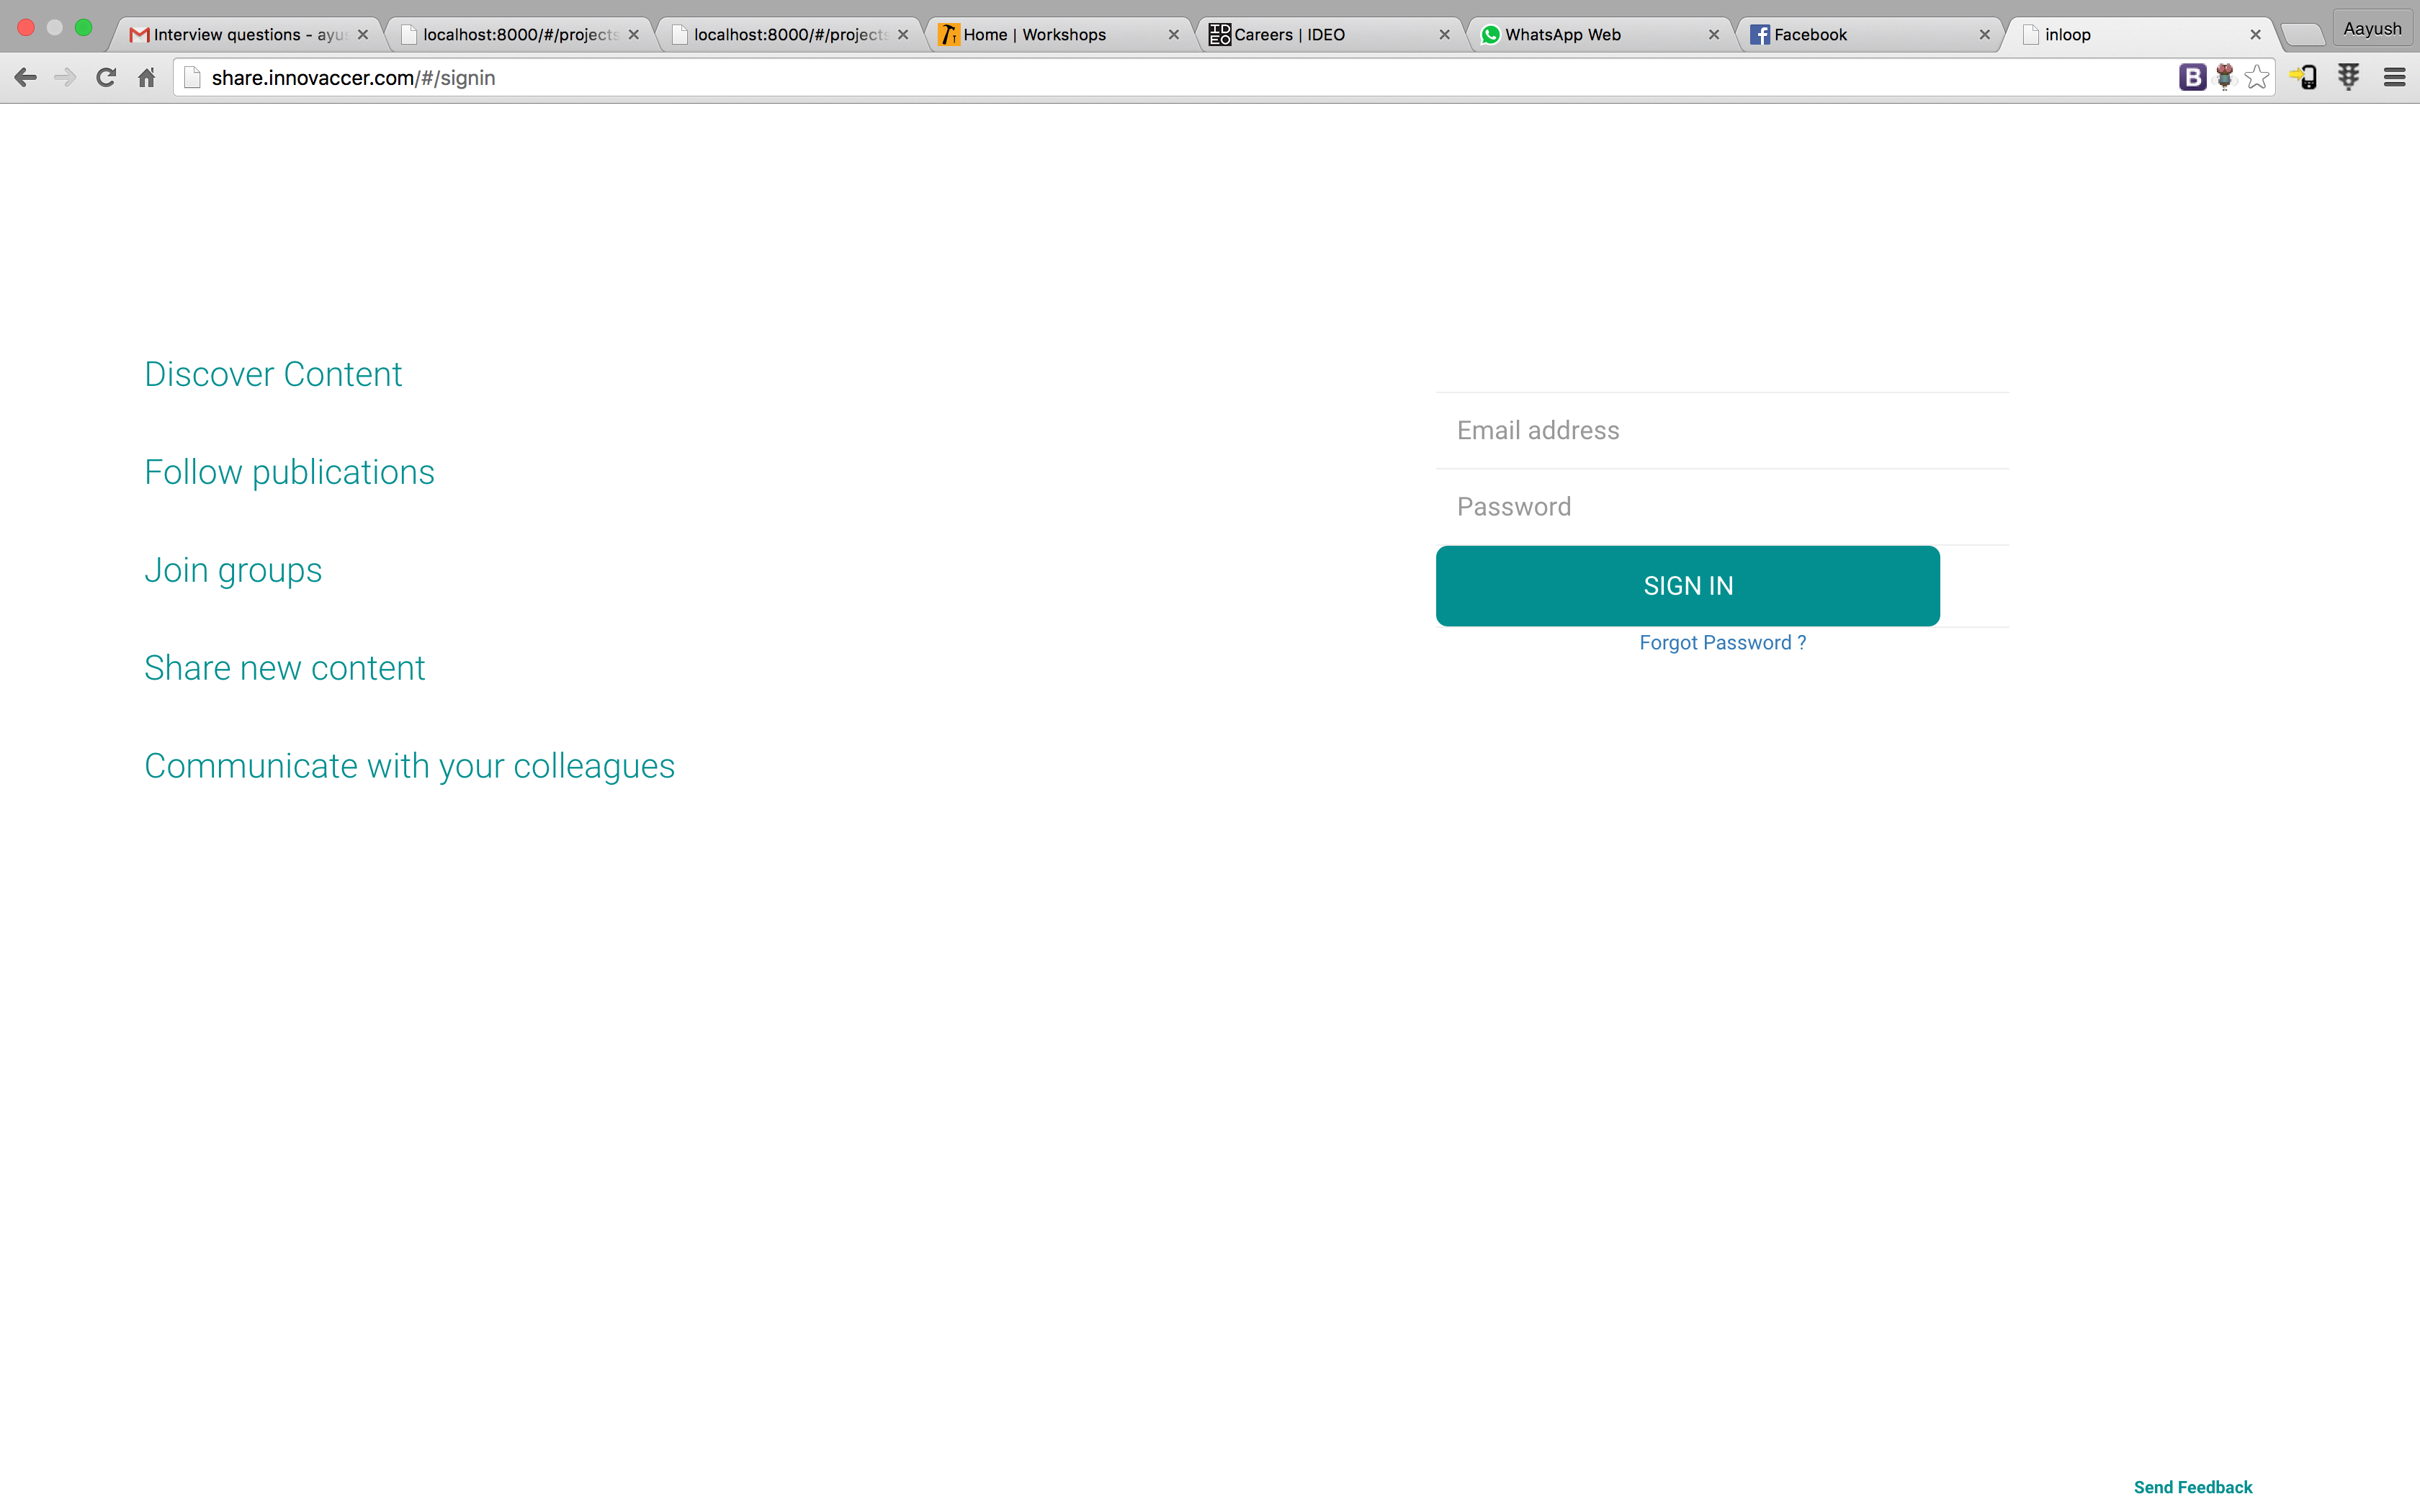 Interview questions - ayu
localhost:8000/#/projects
localhost:8000/#/projects
Home | Workshops
IDEO
Careers | IDEO
WhatsApp Web
Facebook
inloop
Aayush
share.innovaccer.com/#/signin
B
Discover Content
Follow publications
Join groups
Share new content
Communicate with your colleagues
Email address
Password
SIGN IN
Forgot Password ?
Send Feedback